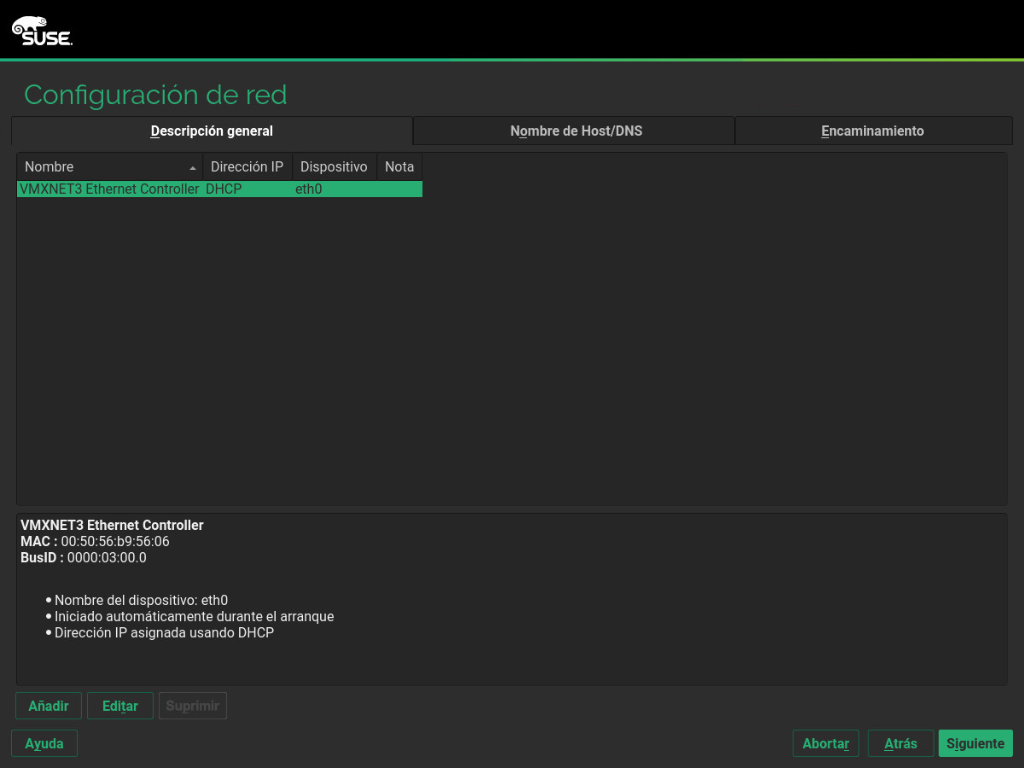 SUSE.
Configuración de red
Descripción general Nombre de Host/DNS Encaminamiento
Nombre Dirección IP Dispositivo Nota
VMXNET3 Ethernet Controller DHCP eth0
VMXNET3 Ethernet Controller
MAC : 00:50:56:b9:56:06
BusID : 0000:03:00.0
• Nombre del dispositivo: eth0
• Iniciado automáticamente durante el arranque
• Dirección IP asignada usando DHCP
Añadir Editar Suprimir
Ayuda Abortar Atrás Siguiente